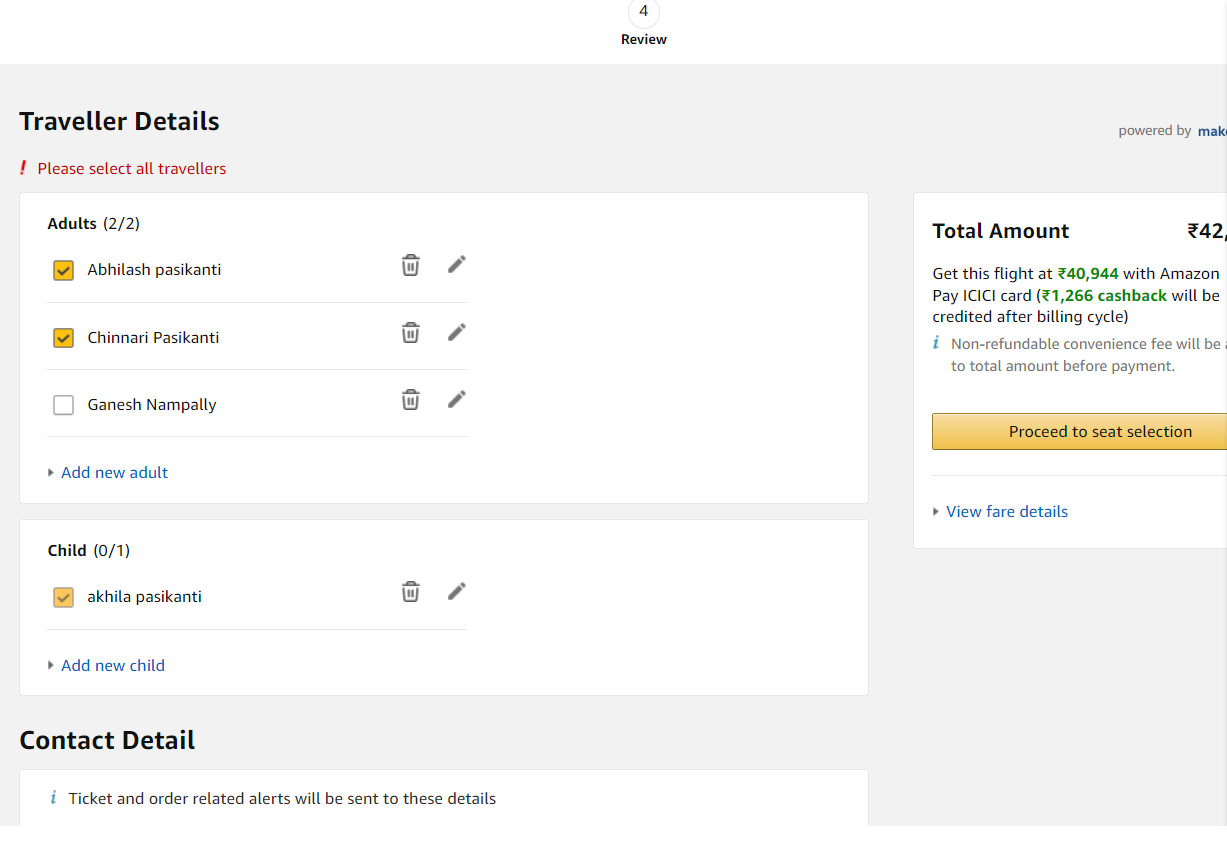 4
Review
Traveller Details
powered by
Please select all travellers
Adults (2/2)
Abhilash pasikanti
Chinnari Pasikanti
Ganesh Nampally
Add new adult
Child (0/1)
akhila pasikanti
Add new child
Contact Detail
Ticket and order related alerts will be sent to these details
Total Amount ₹42,
Get this flight at ₹40,944 with Amazon
Pay ICICI card (₹1,266 cashback will be
credited after billing cycle)
Non-refundable convenience fee will be
to total amount before payment.
Proceed to seat selection
View fare details